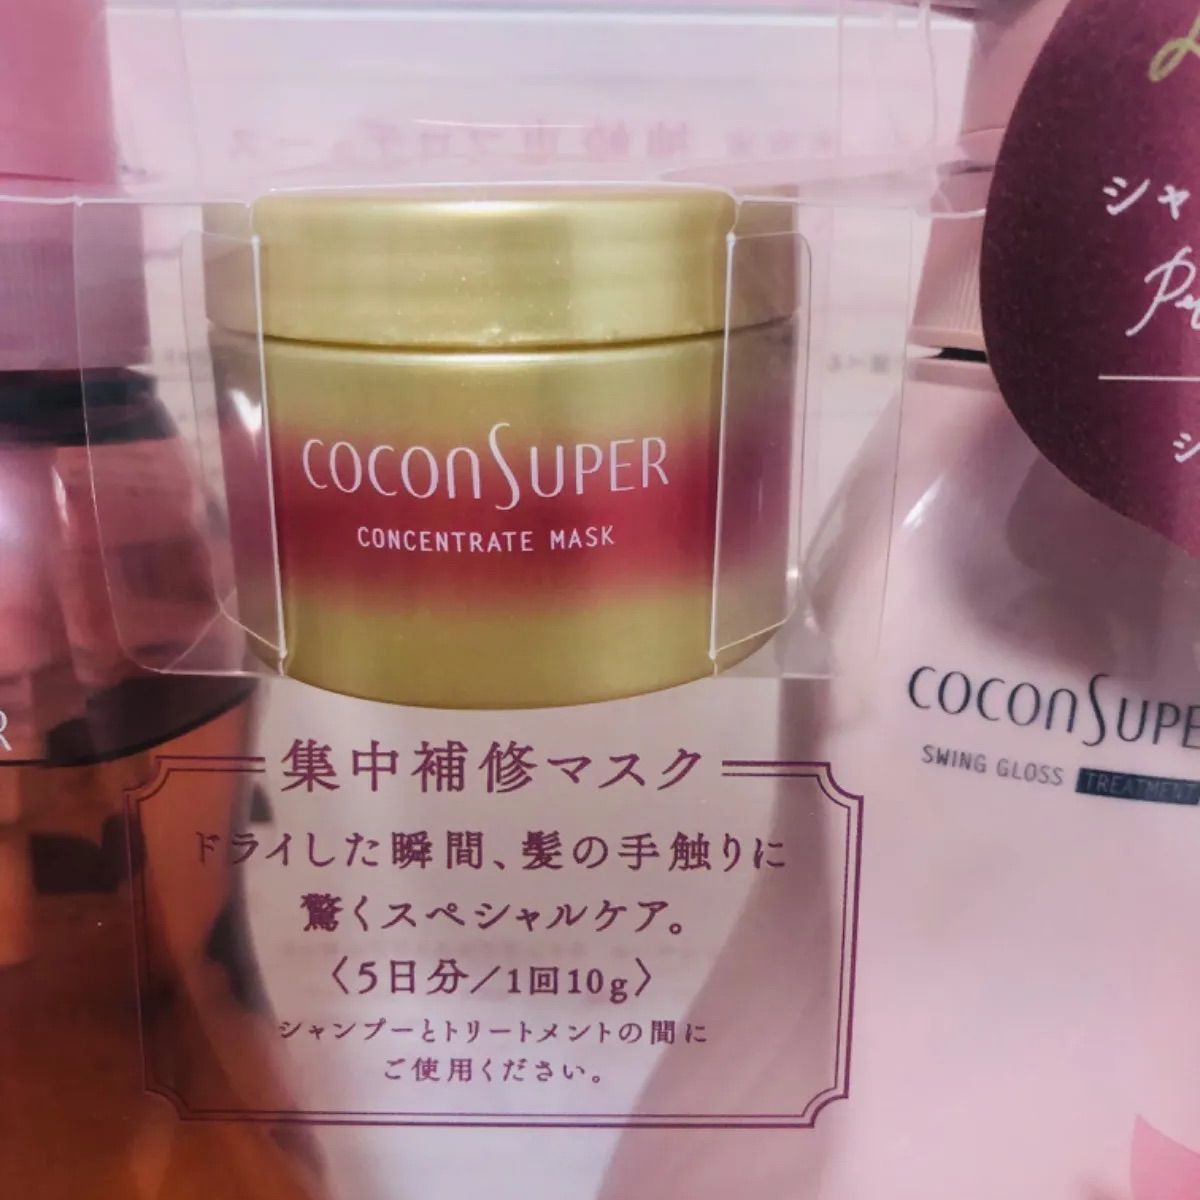 シャ
シ
COCONSUPER
CONCENTRATE MASK
COCONSUPE
SWING GLOSS TREATMENT
R
集中補修マスク
ドライした瞬間、髪の手触りに
驚くスペシャルケア。
〈5日分/1回10g〉
シャンプーとトリートメントの間に
ご使用ください。